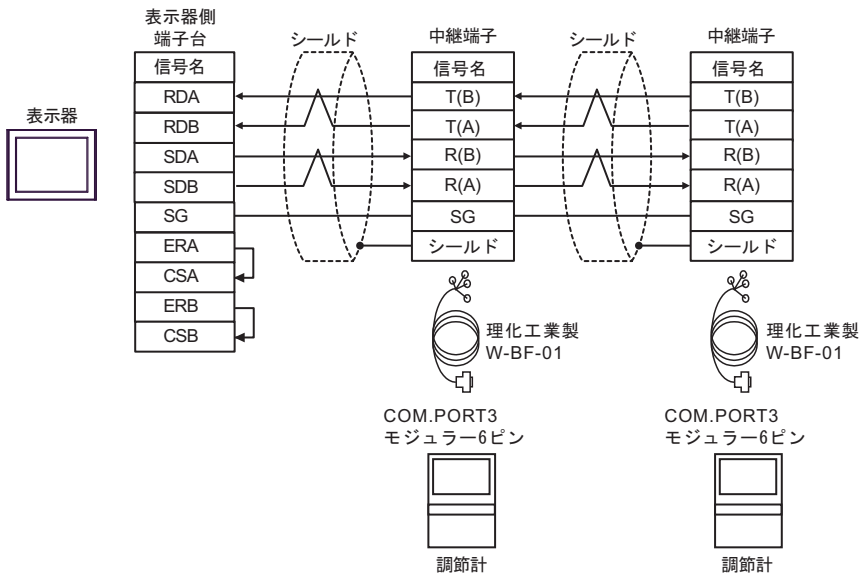 表示器
表示器側
端子台
信号名
RDA
RDB
SDA
SDB
SG
ERA
CSA
ERB
CSB
シールド
中継端子
信号名
T(B)
T(A)
R(B)
R(A)
SG
シールド
理化工業製
W-BF-01
COM.PORT3
モジュラー6ピン
調節計
シールド
中継端子
信号名
T(B)
T(A)
R(B)
R(A)
SG
シールド
理化工業製
W-BF-01
COM.PORT3
モジュラー6ピン
調節計